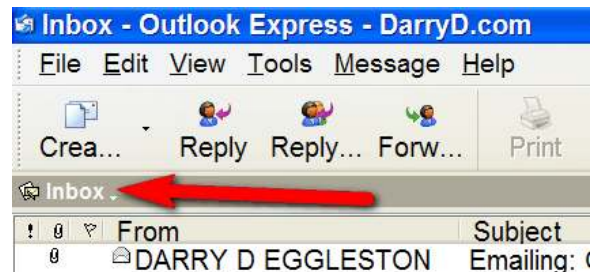 Inbox - Outlook Express - DarryD.com
File Edit View Tools Message Help
Crea... Reply Reply... Forw... Print
Inbox
! From Subject
DARRY D EGGLESTON Emailing: